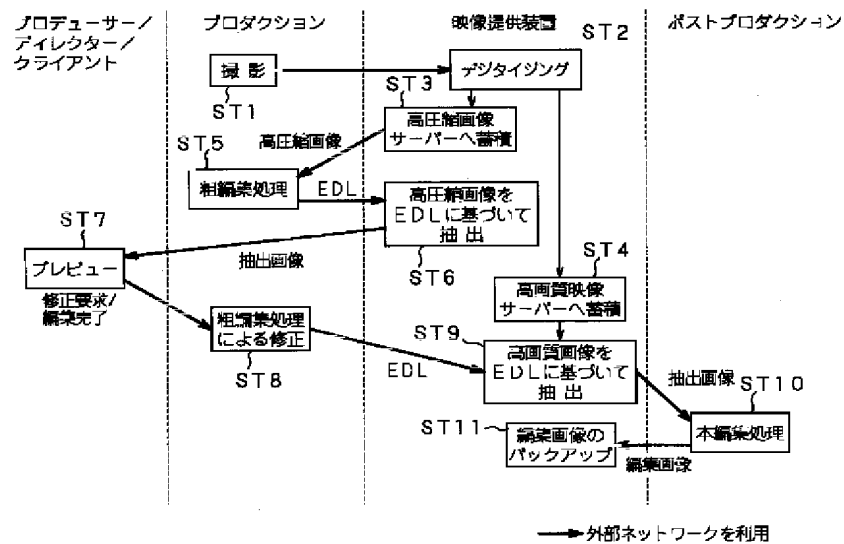 プロデューサー/
ディレクター/
クライアント
プロダクション
映像提供装置
ポストプロダクション
撮 影
ST1
デジタイジング
ST2
ST3
高圧縮画像
サーバーへ蓄積
高圧縮画像
ST5
粗編集処理
EDL
高圧縮画像を
EDLに基づいて
抽 出
ST6
ST7
プレビュー
抽出画像
修正要求/
編集完了
ST4
高画質映像
サーバーへ蓄積
粗編集処理
による修正
ST8
EDL
ST9
高画質画像を
EDLに基づいて
抽 出
抽出画像
ST10
本編集処理
ST11
編集画像の
バックアップ
編集画像
外部ネットワークを利用